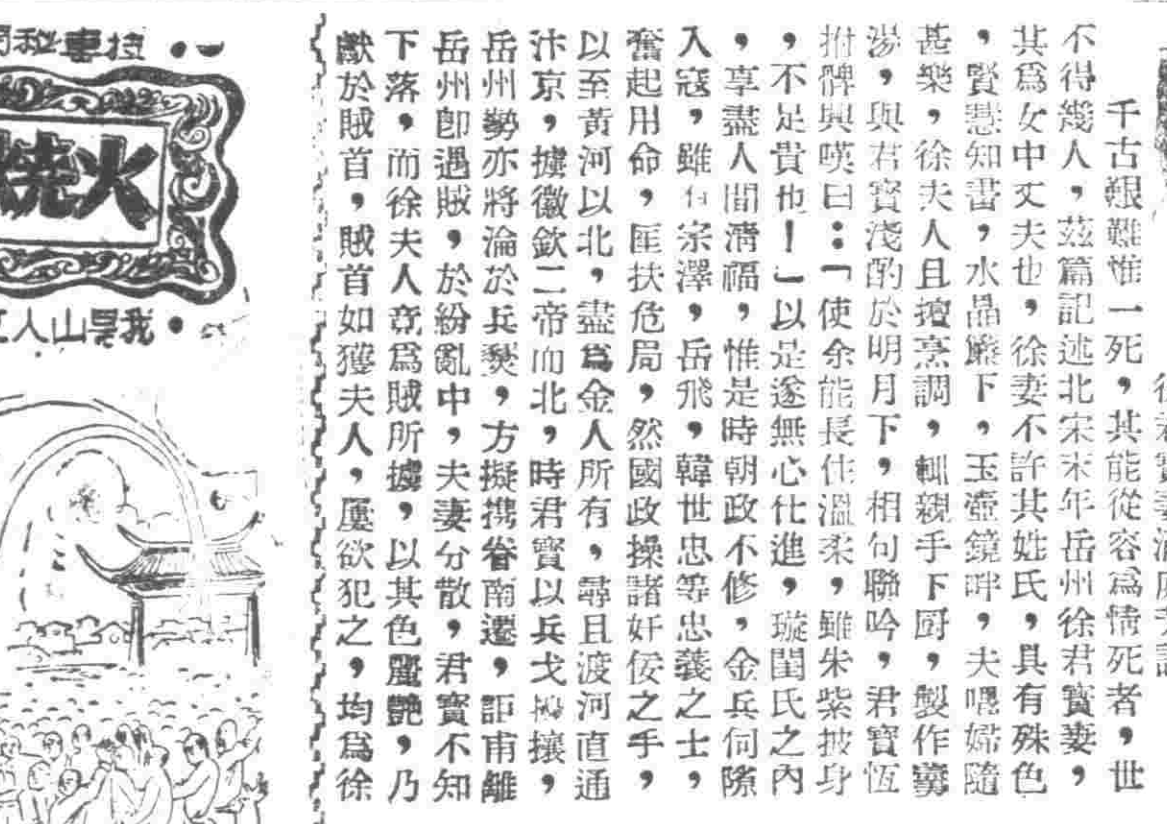 千古艱難惟一死，其能從容爲情死者，世
不得幾人，茲篇記述北宋末年岳州徐君寶妻，
其爲女中丈夫也，徐妻不許其姓氏，具有殊色
，賢慧知書，水晶簾下，玉壺鏡畔，夫唱婦隨
甚樂，徐夫人且擅烹調，輒親手下厨，製作羹
湯，與君寶淺酌於明月下，相句聯吟，君寶恆
拊髀興嘆曰：「使余能長住溫柔，雖朱紫披身
，不足貴也！」以是遂無心仕進，璇閨氏之內
，享盡人間清福，惟是時朝政不修，金兵伺隙
入寇，雖有宗澤，岳飛，韓世忠等忠義之士，
奮起用命，匡扶危局，然國政操諸奸佞之手，
以至黃河以北，盡爲金人所有，尋且渡河直通
汴京，擄徽欽二帝而北，時君寶以兵戈擾攘，
岳州勢亦將淪於兵燹，方擬携眷南遷，詎甫離
岳州卽遇賊，於紛亂中，夫妻分散，君寶不知
下落，而徐夫人竟爲賊所擄，以其色麗艷，乃
獻於賊首，賊首如獲夫人，屢欲犯之，均爲徐
火燒
我是山人